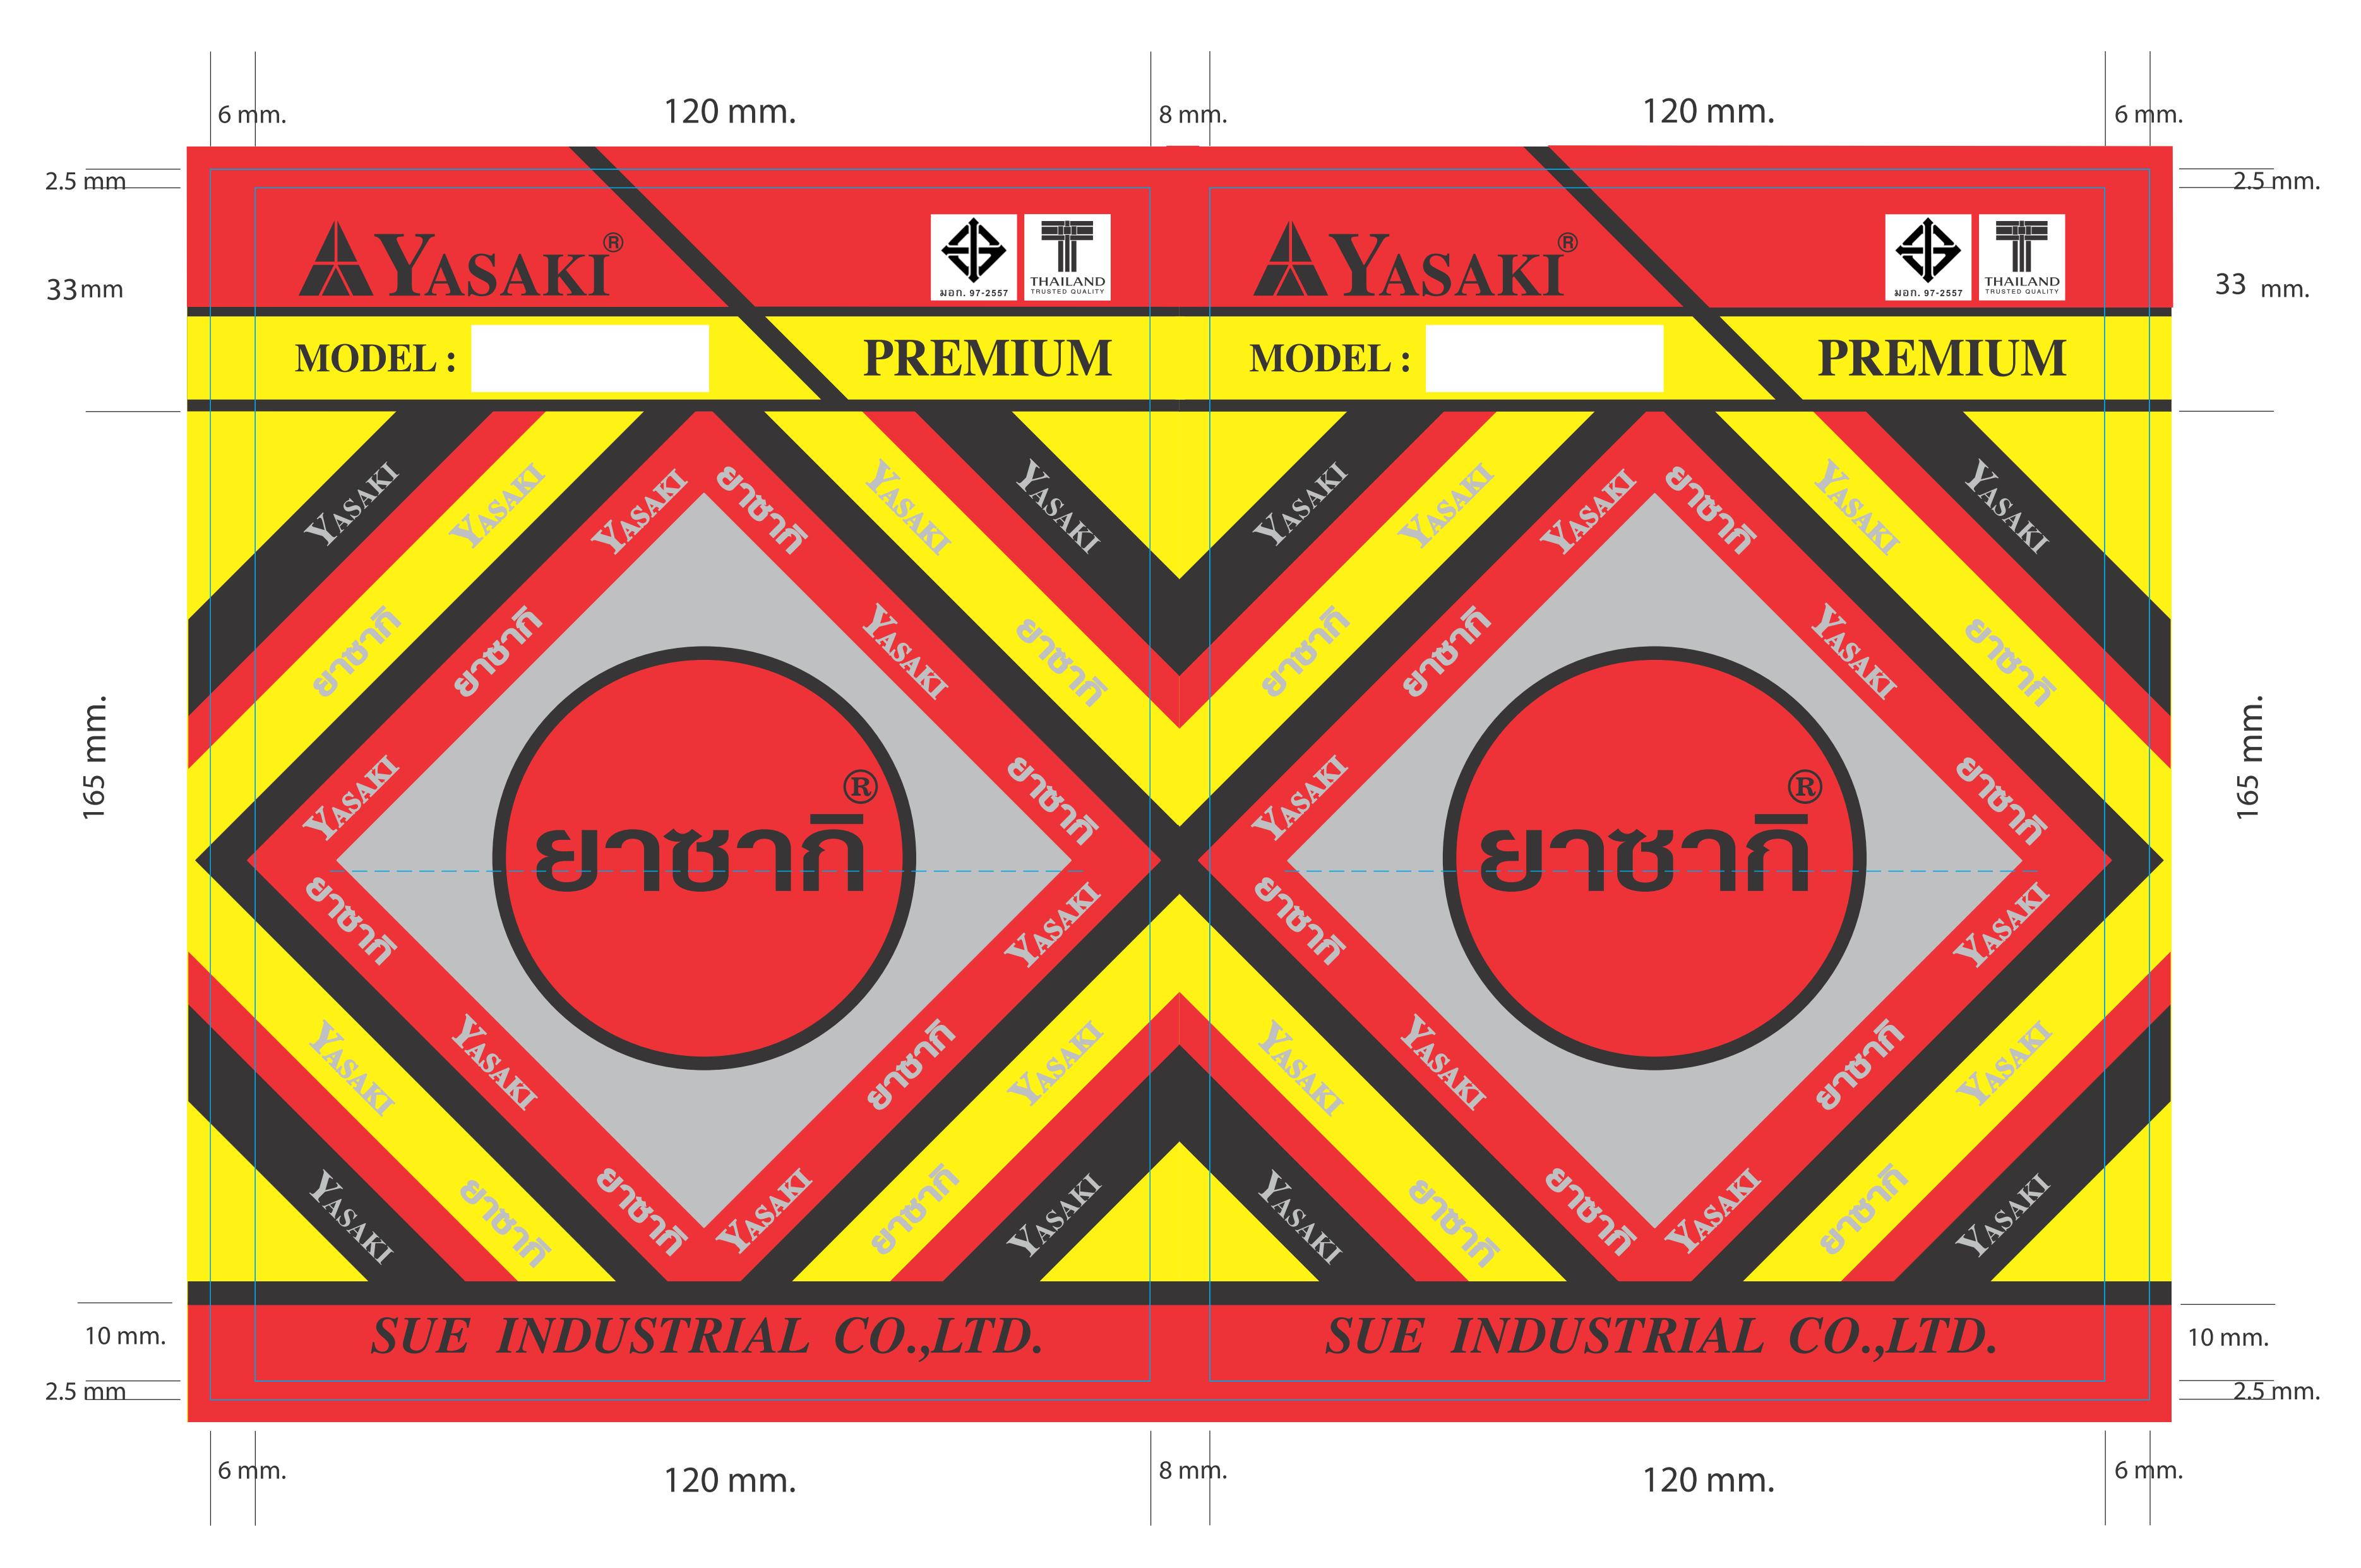 6 mm. 120 mm. 8 mm. 120 mm. 6 mm.
2.5 mm 2.5 mm.
YASAKI® YASAKI®
มอก. 97-2557 THAILAND TRUSTED QUALITY มอก. 97-2557 THAILAND TRUSTED QUALITY
33mm 33 mm.
MODEL : PREMIUM MODEL : PREMIUM
YASAKI YASAKI YASAKI ยาซากิ YASAKI YASAKI YASAKI YASAKI YASAKI ยาซากิ YASAKI YASAKI
ยาซากิ ยาซากิ YASAKI ยาซากิ ยาซากิ ยาซากิ YASAKI ยาซากิ
YASAKI ยาซากิ YASAKI ยาซากิ
165 mm. 165 mm.
ยาซากิ® ยาซากิ®
ยาซากิ YASAKI ยาซากิ YASAKI
YASAKI YASAKI ยาซากิ YASAKI YASAKI YASAKI ยาซากิ YASAKI
YASAKI ยาซากิ ยาซากิ YASAKI ยาซากิ YASAKI YASAKI ยาซากิ ยาซากิ YASAKI ยาซากิ YASAKI
10 mm. 10 mm.
SUE INDUSTRIAL CO.,LTD. SUE INDUSTRIAL CO.,LTD.
2.5 mm 2.5 mm.
6 mm. 120 mm. 8 mm. 120 mm. 6 mm.